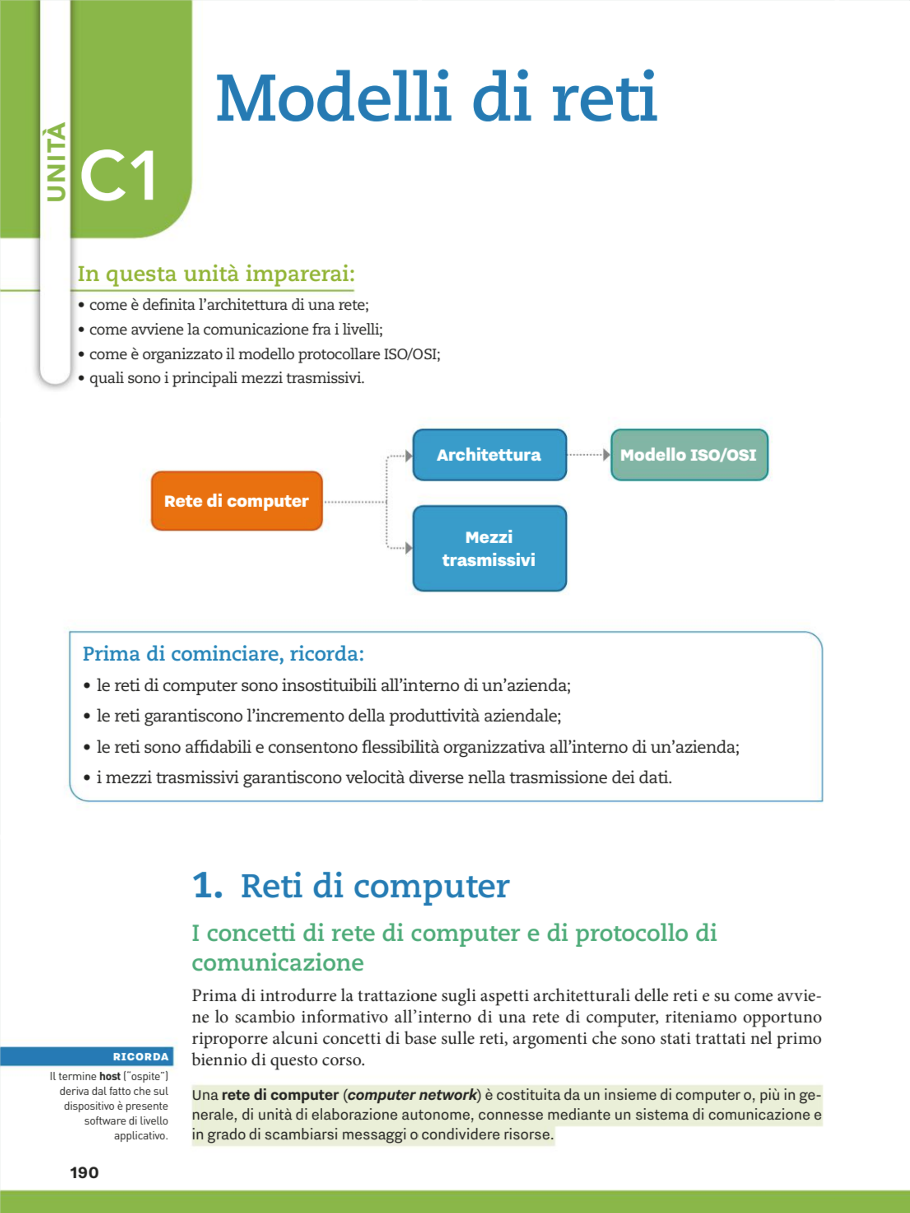 UNITÀ
C1
Modelli di reti
In questa unità imparerai:
• come è definita l’architettura di una rete;
• come avviene la comunicazione fra i livelli;
• come è organizzato il modello protocollare ISO/OSI;
• quali sono i principali mezzi trasmissivi.
Rete di computer
Architettura
Modello ISO/OSI
Mezzi
trasmissivi
Prima di cominciare, ricorda:
• le reti di computer sono insostituibili all’interno di un’azienda;
• le reti garantiscono l’incremento della produttività aziendale;
• le reti sono affidabili e consentono flessibilità organizzativa all’interno di un’azienda;
• i mezzi trasmissivi garantiscono velocità diverse nella trasmissione dei dati.
1. Reti di computer
I concetti di rete di computer e di protocollo di
comunicazione
Prima di introdurre la trattazione sugli aspetti architetturali delle reti e su come avvie-
ne lo scambio informativo all’interno di una rete di computer, riteniamo opportuno
riproporre alcuni concetti di base sulle reti, argomenti che sono stati trattati nel primo
biennio di questo corso.
RICORDA
Il termine host (“ospite”)
deriva dal fatto che sul
dispositivo è presente
software di livello
applicativo.
Una rete di computer (computer network) è costituita da un insieme di computer o, più in ge-
nerale, di unità di elaborazione autonome, connesse mediante un sistema di comunicazione e
in grado di scambiarsi messaggi o condividere risorse.
190